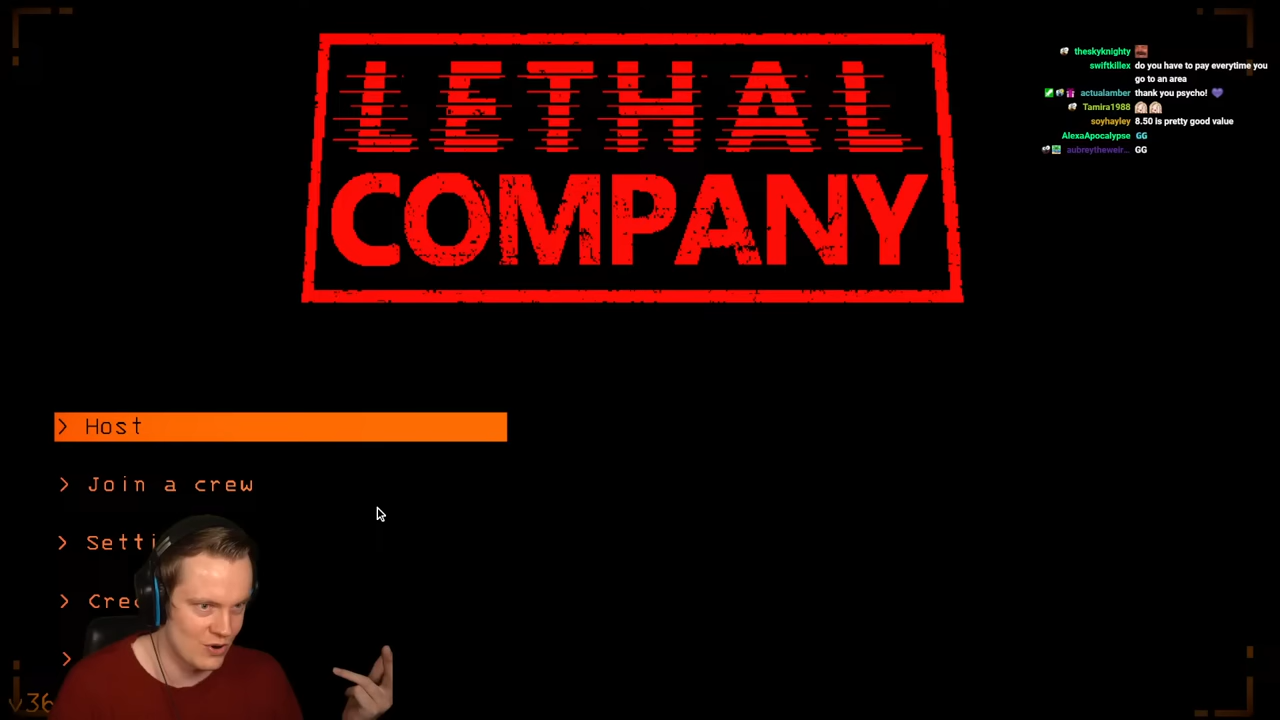 LETHAL
COMPANY
theskyknighty
swiftkillex do you have to pay everytime you
go to an area
actualamber thank you psycho!
Tamira1988
soyhayley 8.50 is pretty good value
AlexaApocalypse GG
aubreytheweir... GG
> Host
> Join a crew
> Setti
> Cre
>
v36